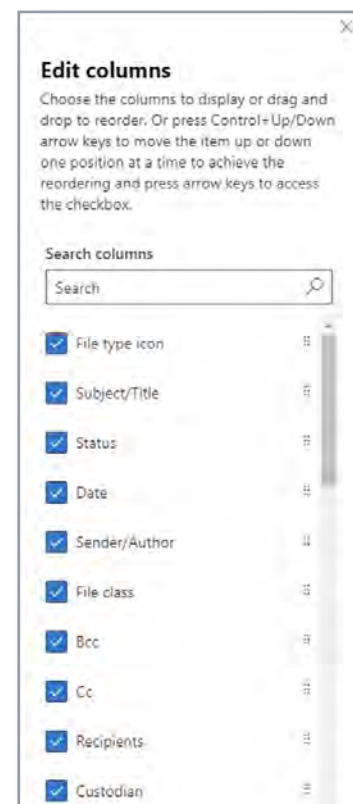 Edit columns
Choose the columns to display or drag and
drop to reorder. Or press Control+Up/Down
arrow keys to move the item up or down
one position at a time to achieve the
reordering and press arrow keys to access
the checkbox.
Search columns
Search
File type icon
Subject/Title
Status
Date
Sender/Author
File class
Bcc
Cc
Recipients
Custodian